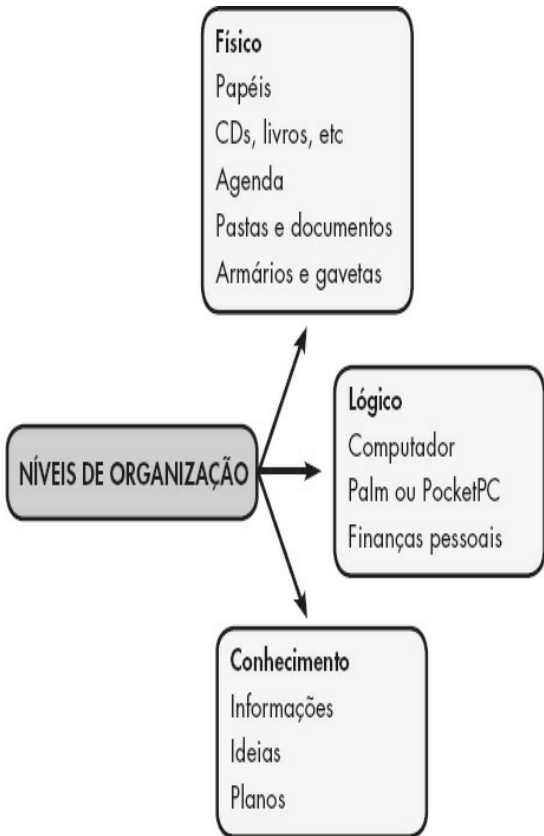 Físico
Papéis
CDs, livros, etc
Agenda
Pastas e documentos
Armários e gavetas
NÍVEIS DE ORGANIZAÇÃO
Lógico
Computador
Palm ou PocketPC
Finanças pessoais
Conhecimento
Informações
Ideias
Planos